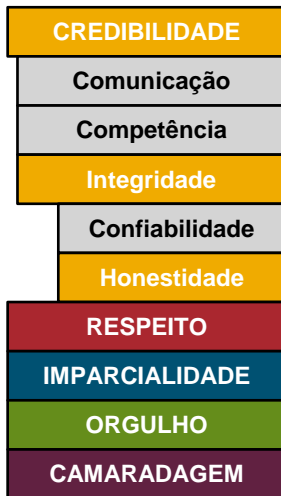 CREDIBILIDADE
Comunicação
Competência
Integridade
Confiabilidade
Honestidade
RESPEITO
IMPARCIALIDADE
ORGULHO
CAMARADAGEM